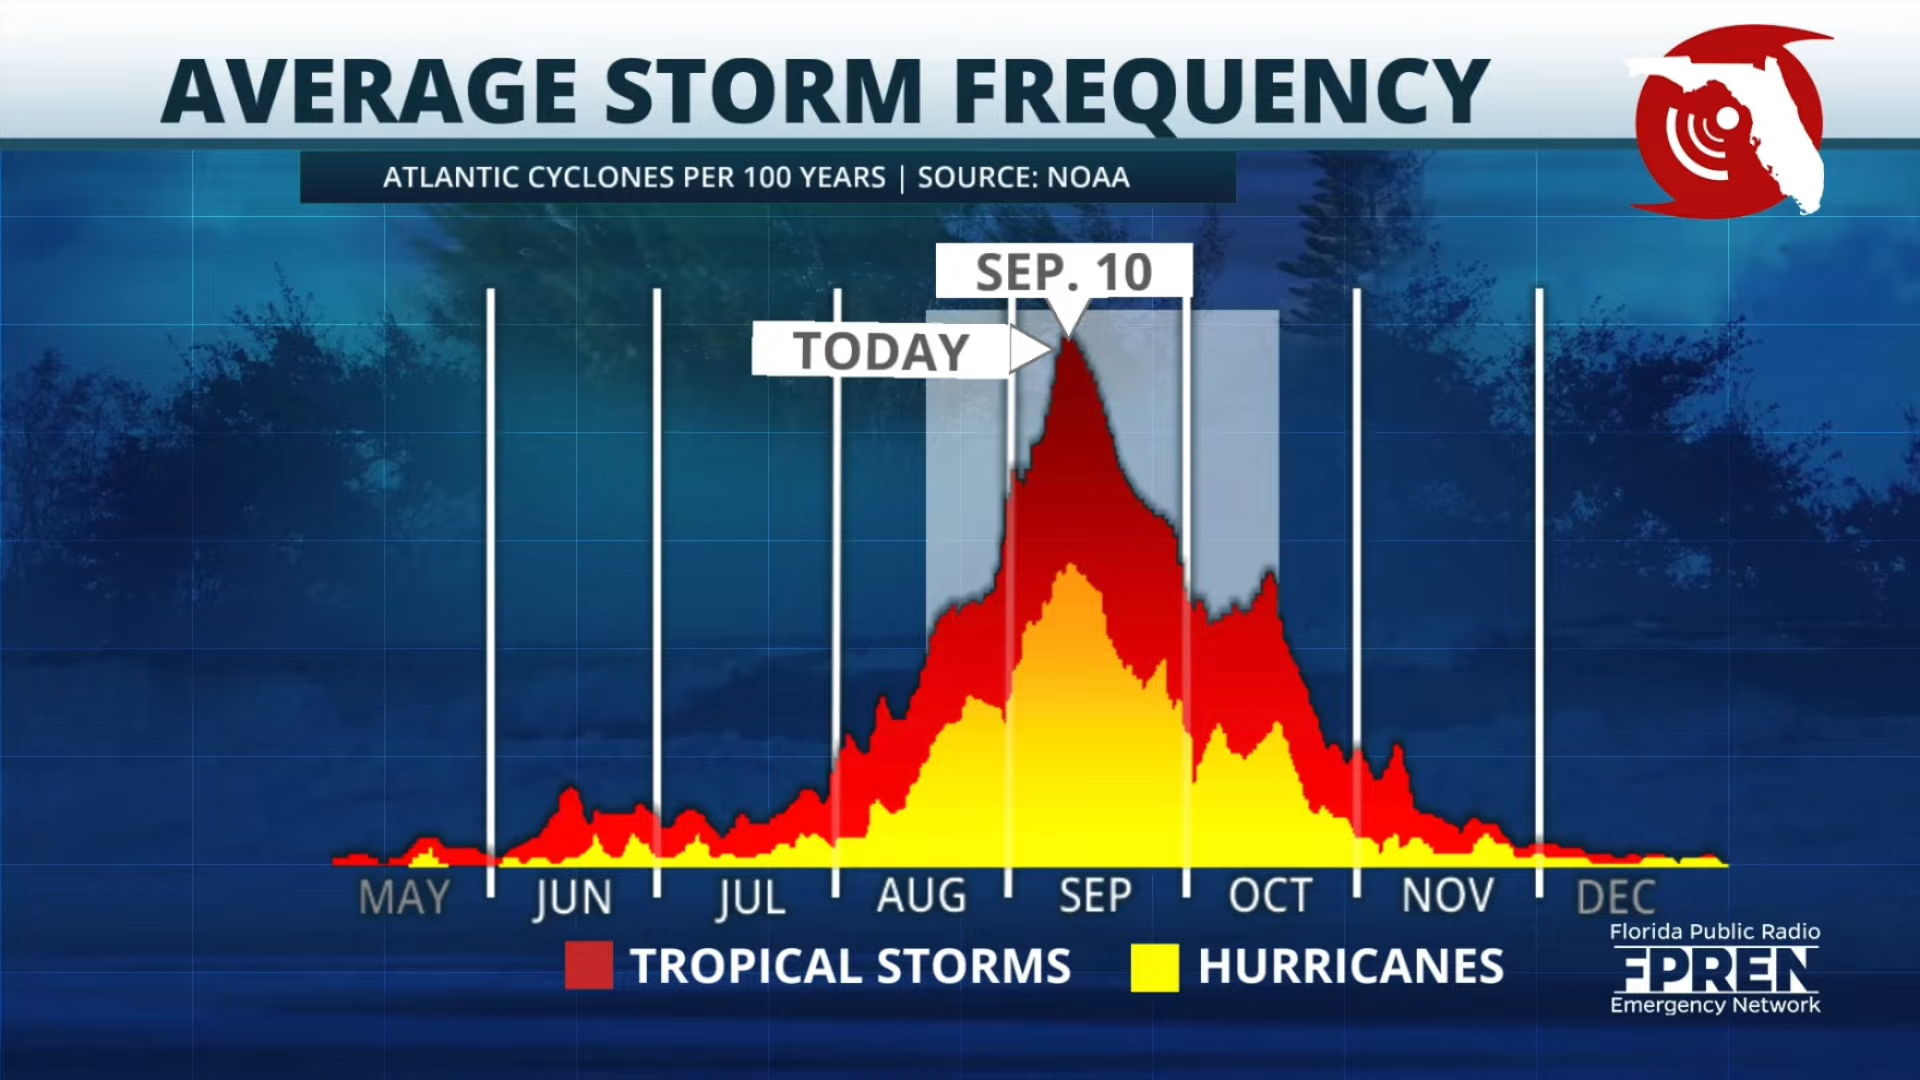 AVERAGE STORM FREQUENCY
ATLANTIC CYCLONES PER 100 YEARS | SOURCE: NOAA
SEP. 10
TODAY
MAY JUN JUL AUG SEP OCT NOV DEC
TROPICAL STORMS HURRICANES
Florida Public Radio
FPREN
Emergency Network